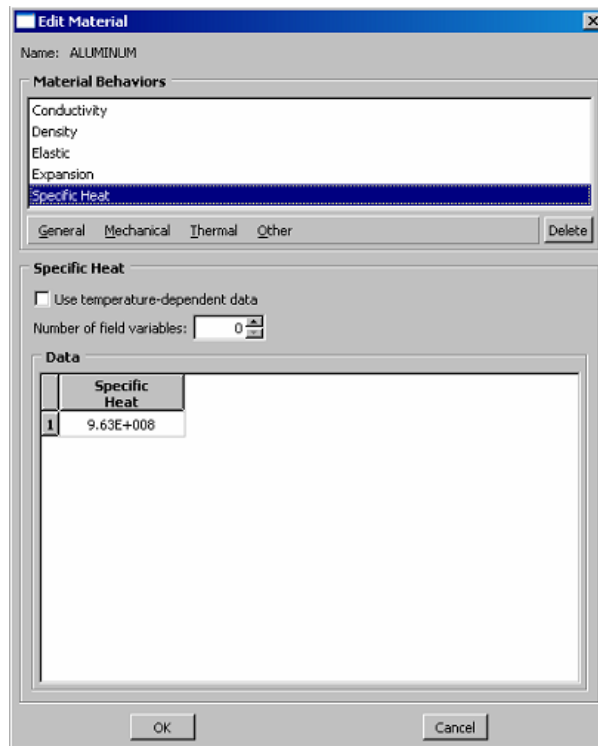 Edit Material
Name: ALUMINUM
Material Behaviors
Conductivity
Density
Elastic
Expansion
Specific Heat
General Mechanical Thermal Other Delete
Specific Heat
Use temperature-dependent data
Number of field variables: 0
Data
Specific
Heat
1 9.63E+008
OK Cancel